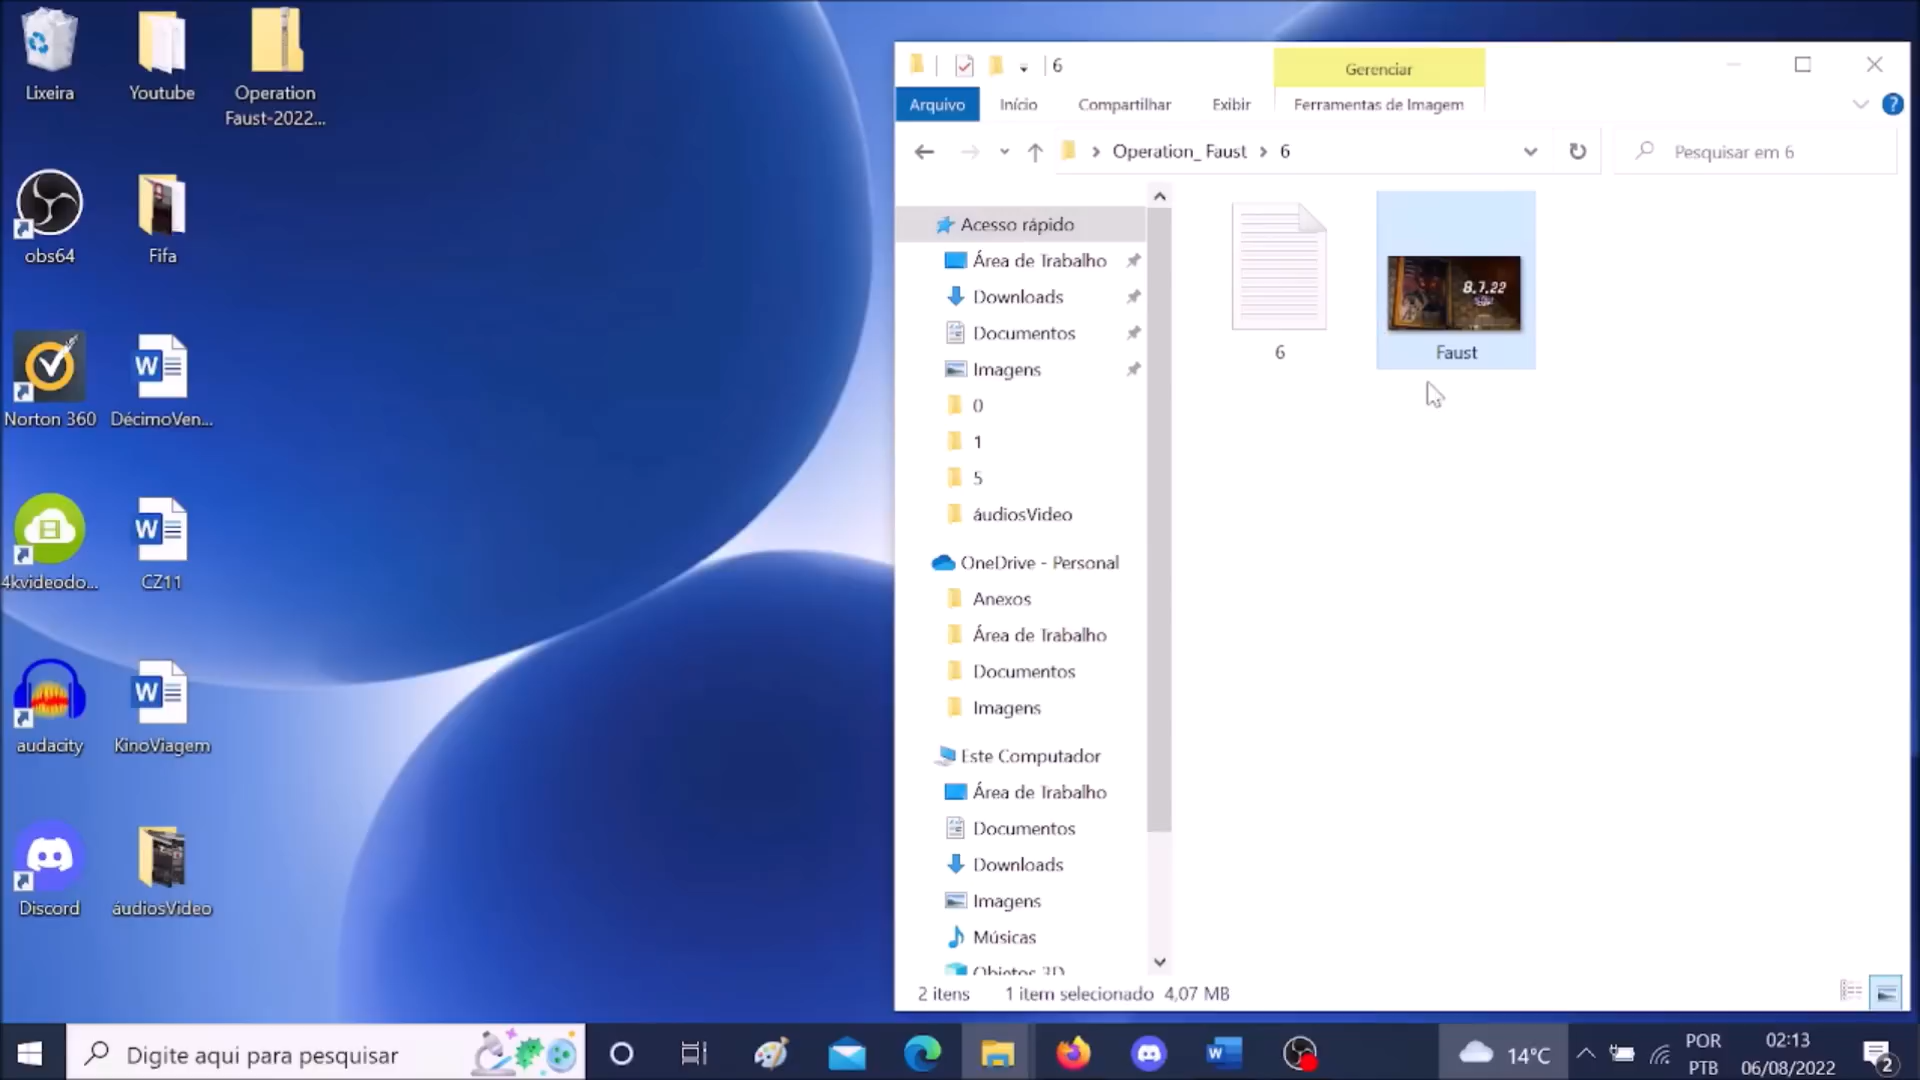 Lixeira
Youtube
Operation
Faust-2022...
obs64
Fifa
Norton 360
DécimoVen...
4kvideodo...
CZ11
audacity
KinoViagem
Discord
áudiosVideo
6
Gerenciar
Arquivo
Início
Compartilhar
Exibir
Ferramentas de Imagem
?
Operation_ Faust
6
Pesquisar em 6
Acesso rápido
Área de Trabalho
Downloads
Documentos
Imagens
0
1
5
áudiosVideo
OneDrive - Personal
Anexos
Área de Trabalho
Documentos
Imagens
Este Computador
Área de Trabalho
Documentos
Downloads
Imagens
Músicas
Objetos 3D
6
8.7.22
Faust
2 itens
1 item selecionado 4,07 MB
Digite aqui para pesquisar
14°C
POR
PTB
02:13
06/08/2022
2